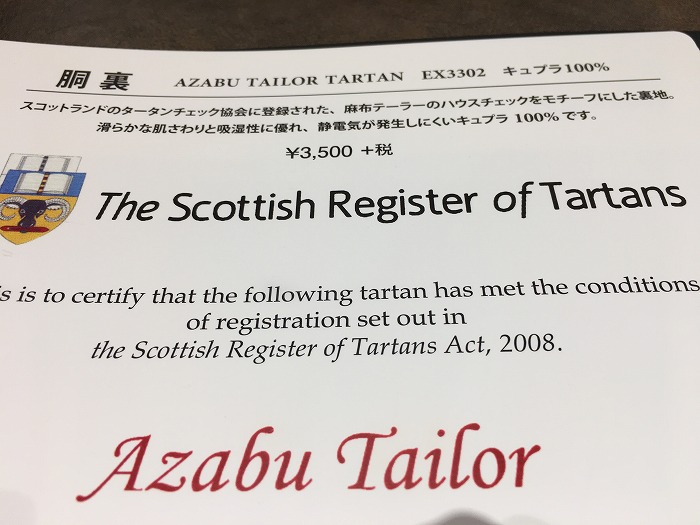 胴裏 AZABU TAILOR TARTAN EX3302 キュプラ100%
スコットランドのタータンチェック協会に登録された、麻布テーラーのハウスチェックをモチーフにした裏地。
滑らかな肌さわりと吸湿性に優れ、静電気が発生しにくいキュプラ 100%です。
¥3,500 +税
The Scottish Register of Tartans
is is to certify that the following tartan has met the conditions
of registration set out in
the Scottish Register of Tartans Act, 2008.
Azabu Tailor